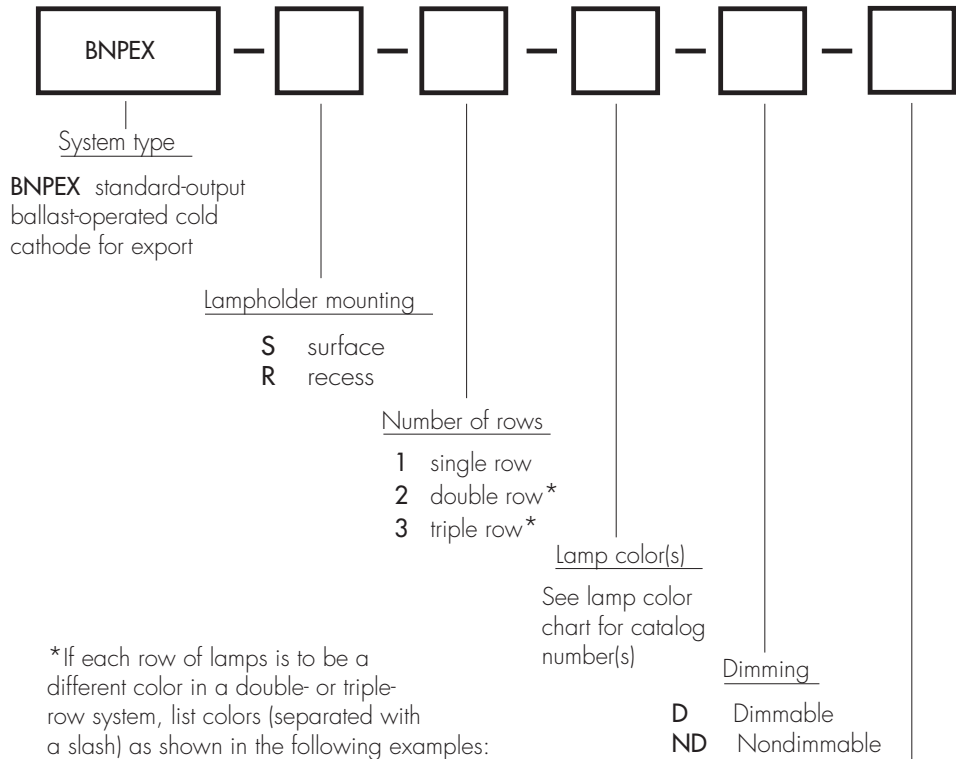 BNPEX
System type
BNPEX standard-output
ballast-operated cold
cathode for export
Lampholder mounting
S surface
R recess
Number of rows
1 single row
2 double row*
3 triple row*
Lamp color(s)
See lamp color
chart for catalog
number(s)
Dimming
D Dimmable
ND Nondimmable
*If each row of lamps is to be a
different color in a double- or triple-
row system, list colors (separated with
a slash) as shown in the following examples: